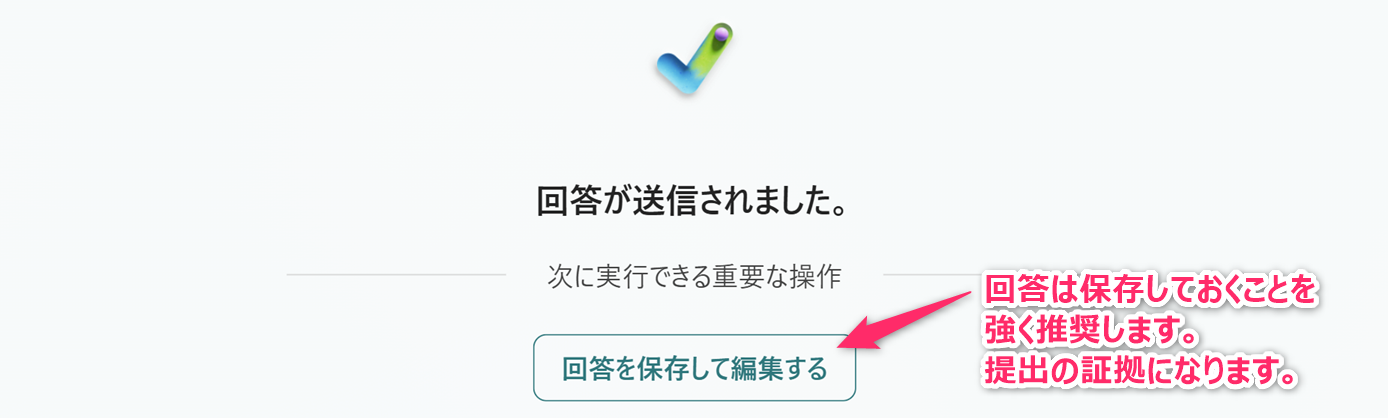 回答が送信されました。
次に実行できる重要な操作
回答を保存して編集する
回答は保存しておくことを
強く推奨します。
提出の証拠になります。